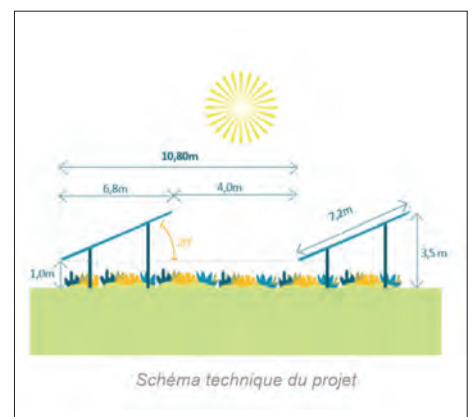 10,80m
6,8m
4,0m
7,2m
1,0m
3,5 m
Schéma technique du projet